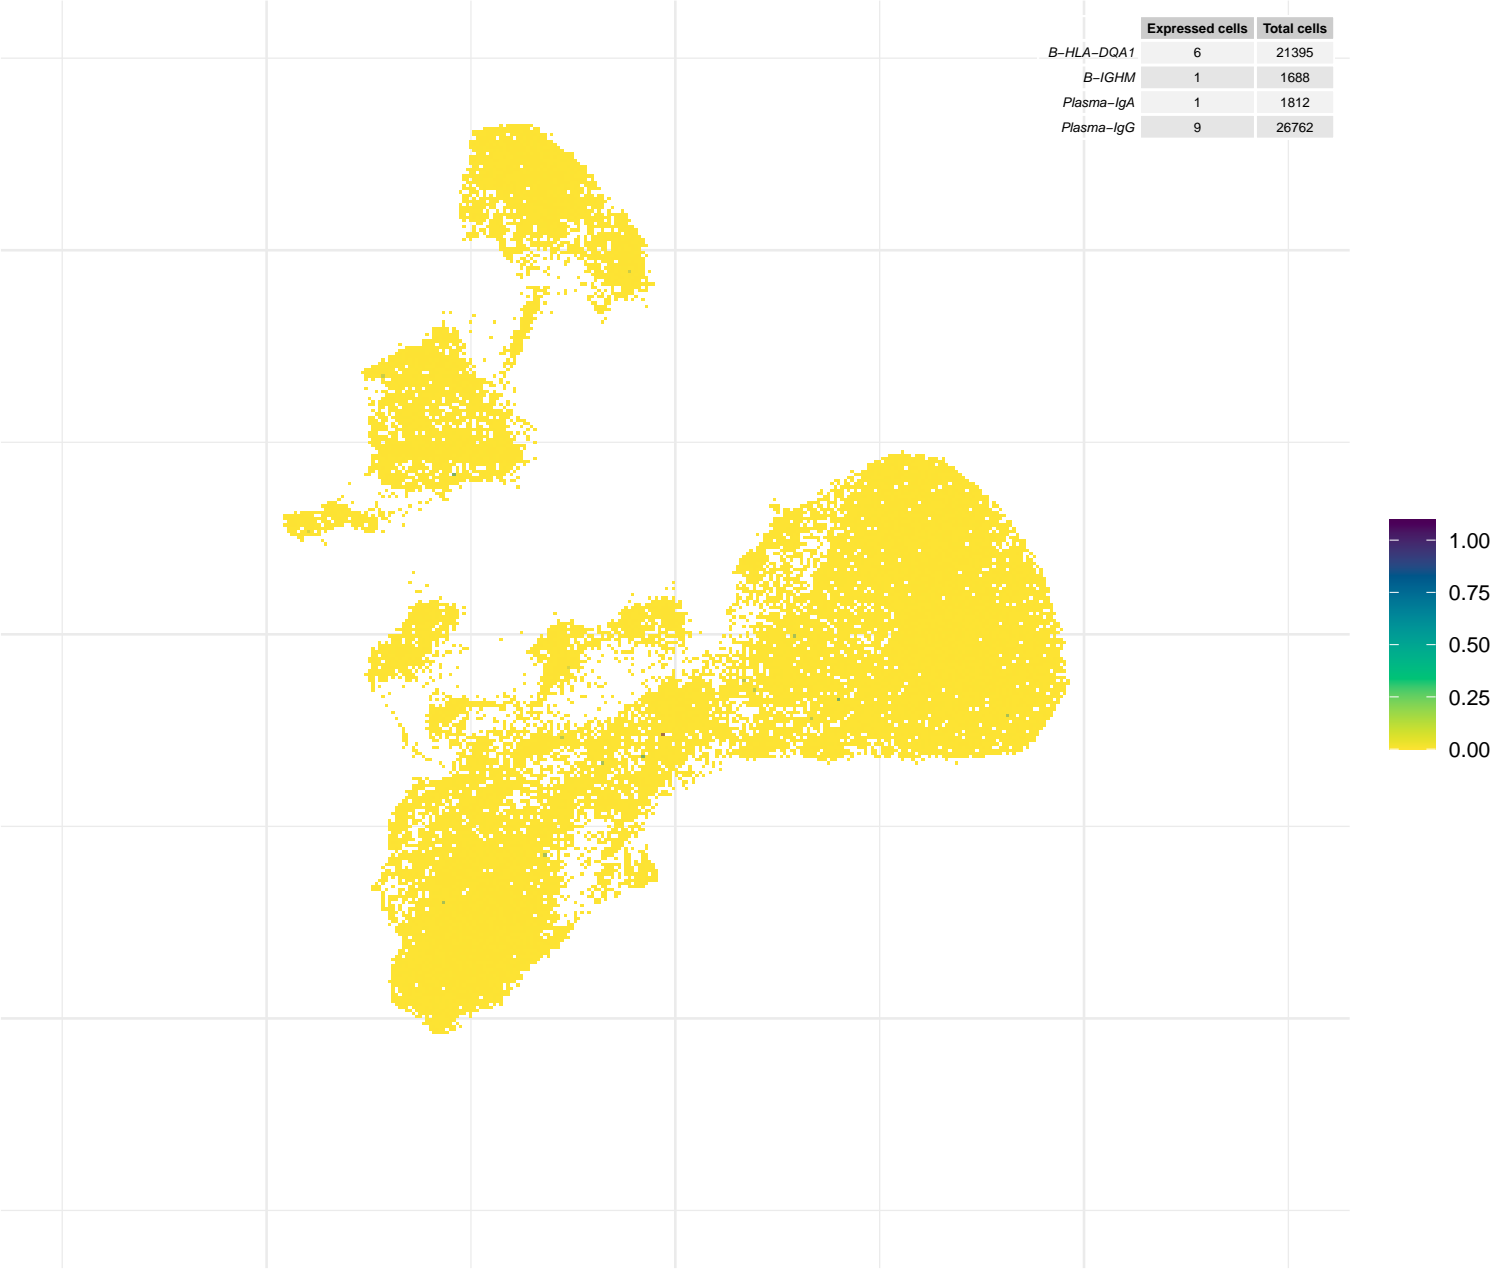 Expressed cells Total cells
B−HLA−DQA1 6 21395
B−IGHM 1 1688
Plasma−IgA 1 1812
Plasma−IgG 9 26762
1.00
0.75
0.50
0.25
0.00